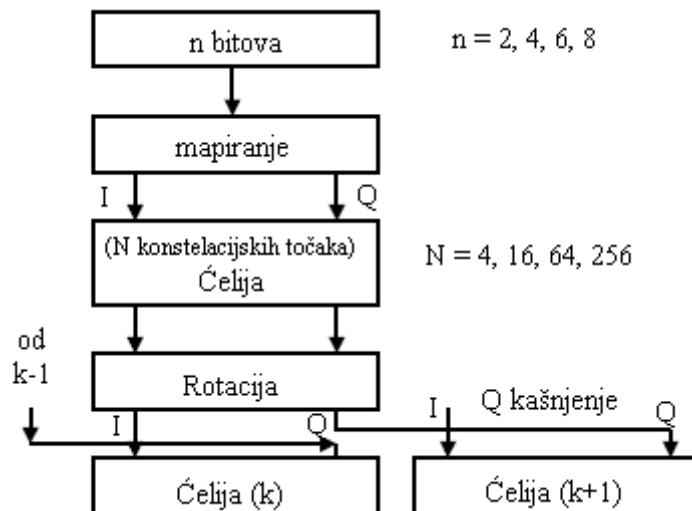 n bitova
n = 2, 4, 6, 8
mapiranje
I
Q
(N konstelacijskih točaka)
Ćelija
N = 4, 16, 64, 256
od
k-1
Rotacija
I
Q
I
Q kašnjenje
Q
Ćelija (k)
Ćelija (k+1)